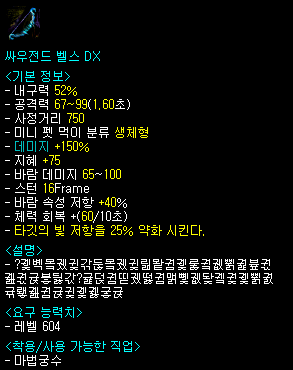 싸우전드 벨스 DX
<기본 정보>
- 내구력 52%
- 공격력 67~99(1.60초)
- 사정거리 750
- 미니 펫 먹이 분류 생체형
- 데미지 +150%
- 지혜 +75
- 바람 데미지 65~100
- 스턴 16Frame
- 바람 속성 저항 +40%
- 체력 회복 +(60/10초)
- 타깃의 빛 저항을 25% 약화 시킨다.
<설명>
<요구 능력치>
- 레벨 604
<착용/사용 가능한 직업>
- 마법궁수